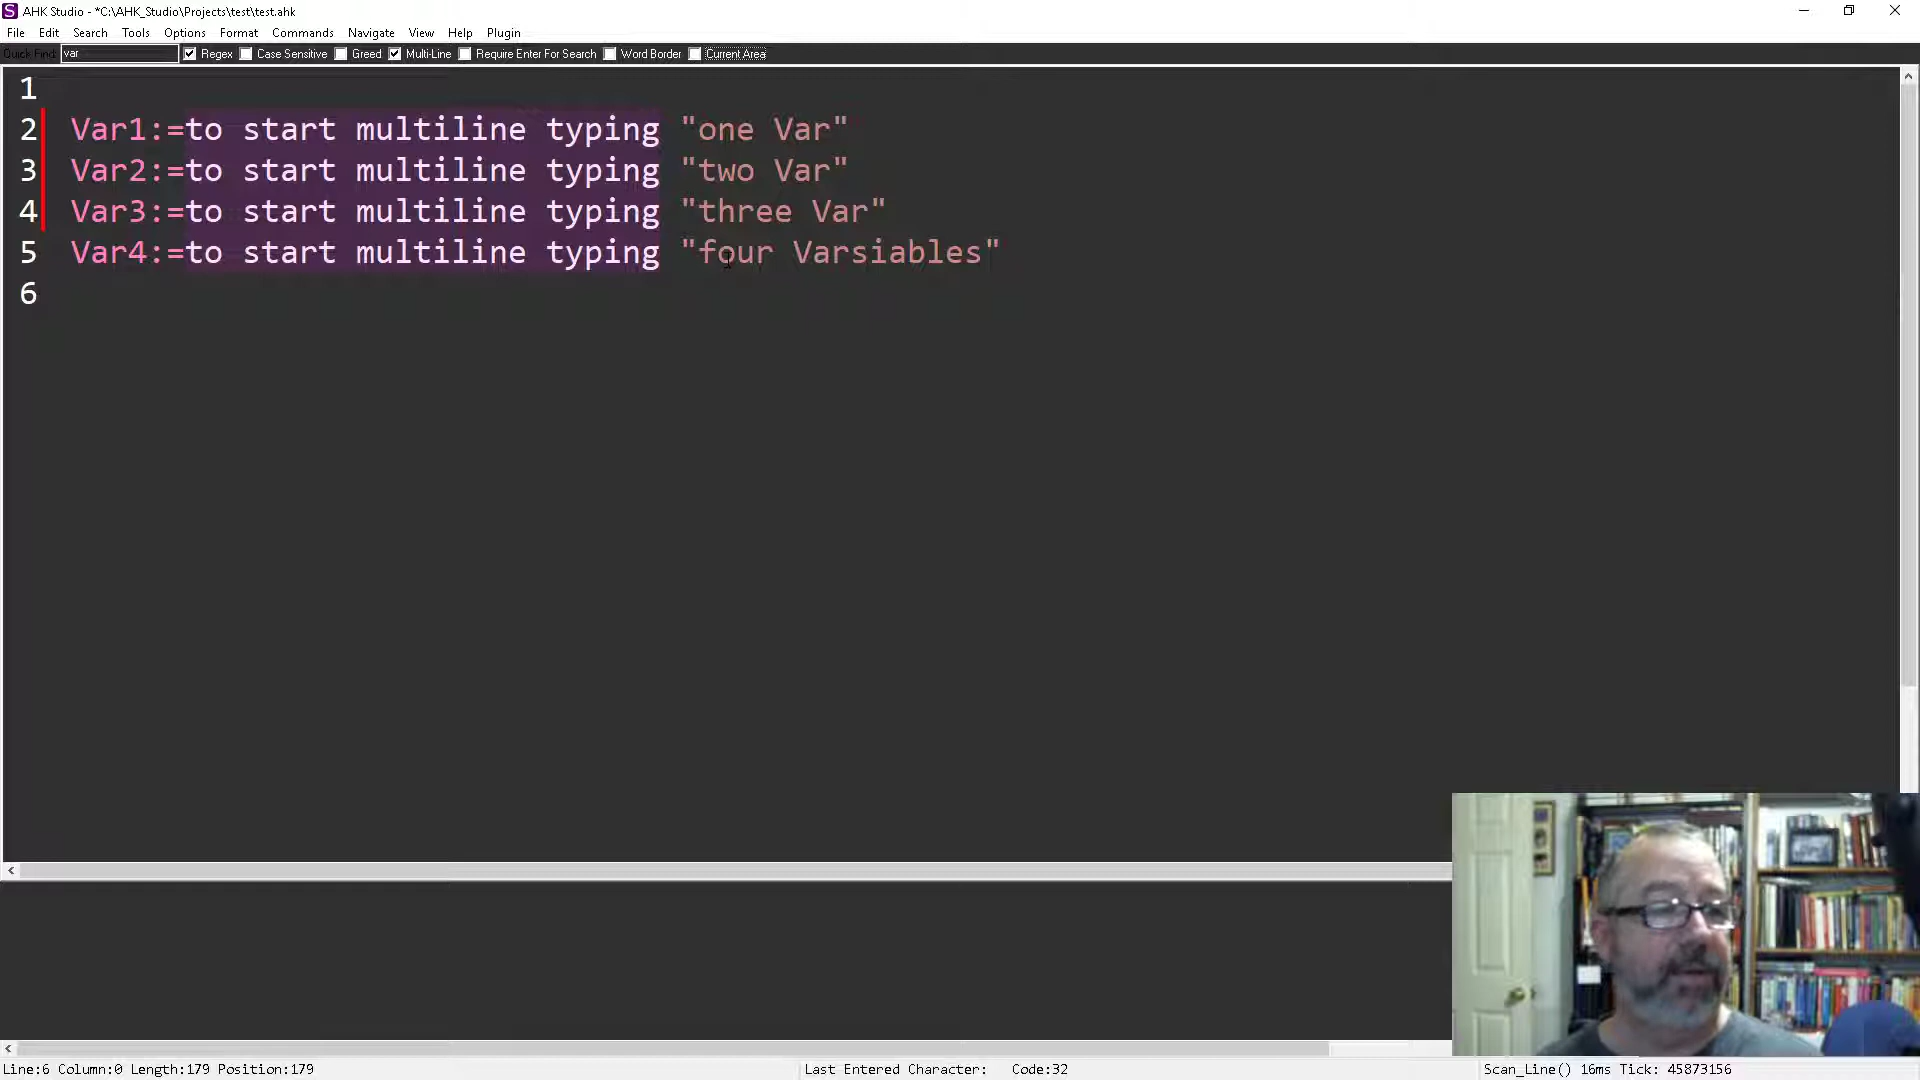 AHK Studio - *C:\AHK_Studio\Projects\test\test.ahk
File Edit Search Tools Options Format Commands Navigate View Help Plugin
Quick Find var Regex Case Sensitive Greed Multi-Line Require Enter For Search Word Border Current Area
1
2 Var1:=to start multiline typing "one Var"
3 Var2:=to start multiline typing "two Var"
4 Var3:=to start multiline typing "three Var"
5 Var4:=to start multiline typing "four Varsiables"
6
Line:6 Column:0 Length:179 Position:179 Last Entered Character: Code:32 Scan_Line() 16ms Tick: 45873156